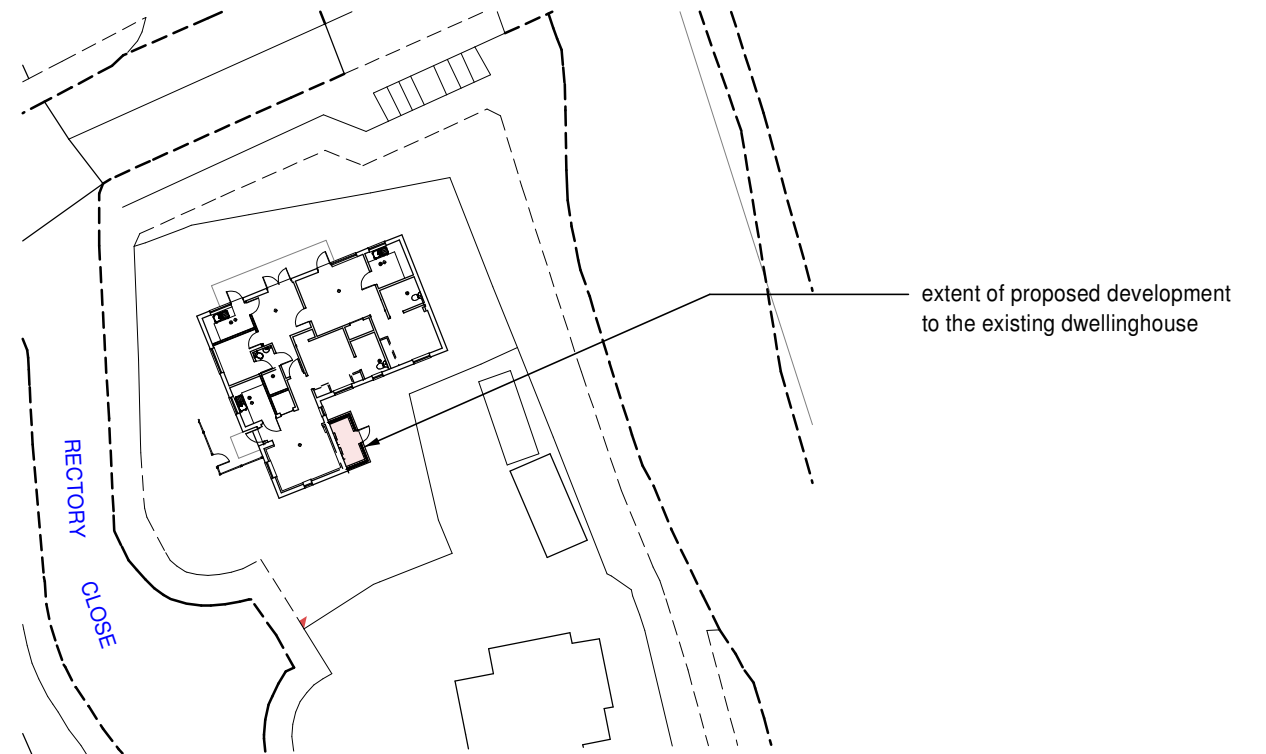 extent of proposed development
to the existing dwellinghouse
RECTORY
CLOSE